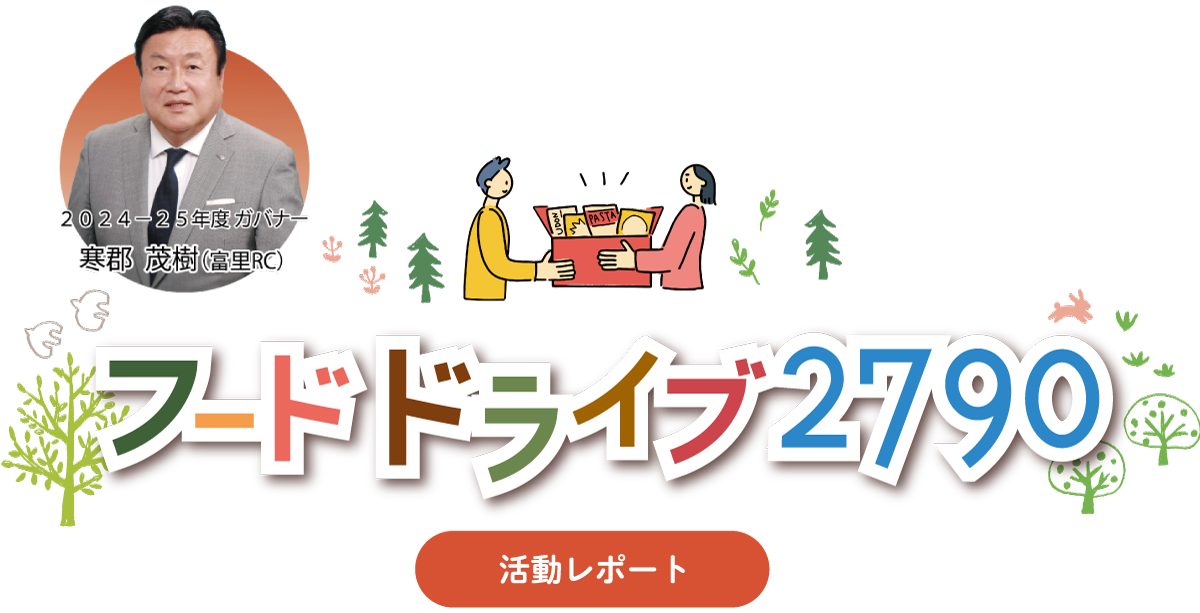 ２０２４－２５年度 ガバナー
寒郡 茂樹（富里RC）
UDON
PASTA
フードドライブ2790
活動レポート